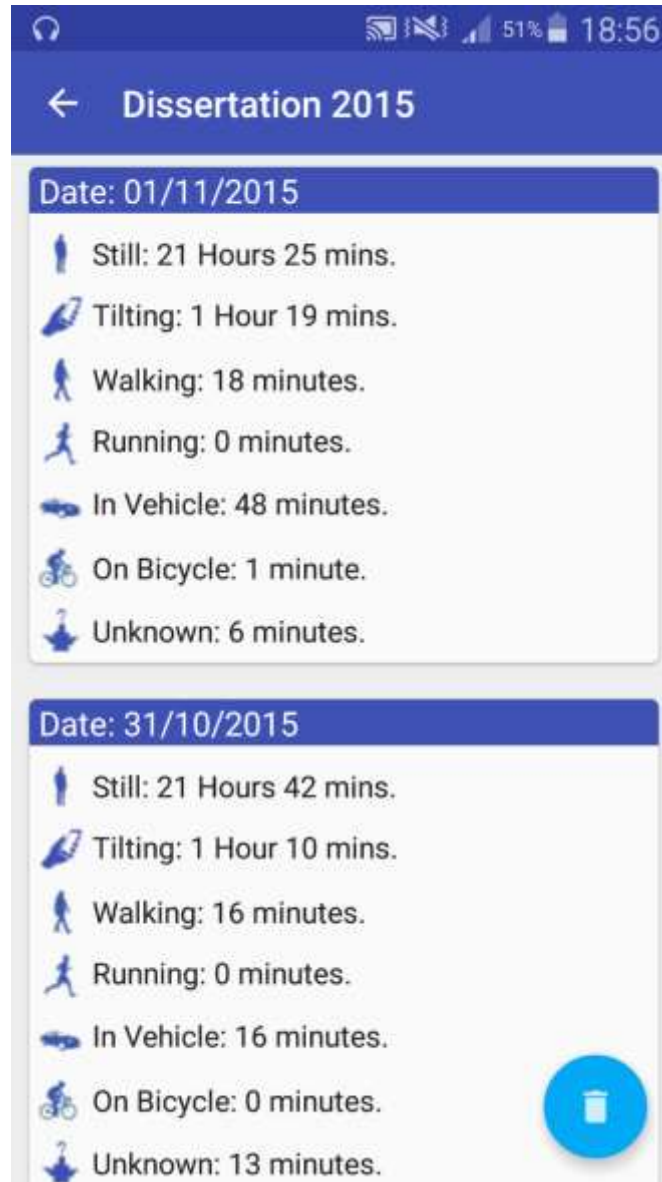 51% 18:56
Dissertation 2015
Date: 01/11/2015
Still: 21 Hours 25 mins.
Tilting: 1 Hour 19 mins.
Walking: 18 minutes.
Running: 0 minutes.
In Vehicle: 48 minutes.
On Bicycle: 1 minute.
Unknown: 6 minutes.
Date: 31/10/2015
Still: 21 Hours 42 mins.
Tilting: 1 Hour 10 mins.
Walking: 16 minutes.
Running: 0 minutes.
In Vehicle: 16 minutes.
On Bicycle: 0 minutes.
Unknown: 13 minutes.